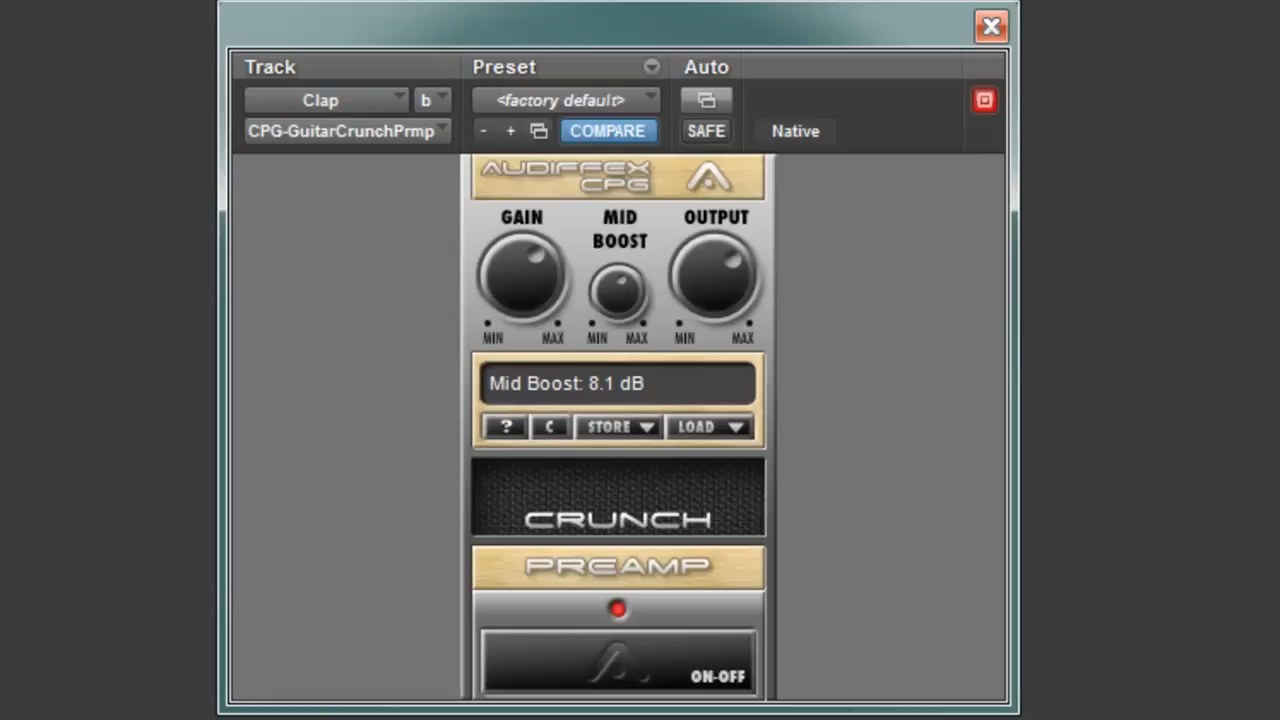 Track
Preset
Auto
Clap
b
<factory default>
CPG-GuitarCrunchPrmp
- +
COMPARE
SAFE
Native
AUDIFFEX
CPG
GAIN
MID
BOOST
OUTPUT
MIN MAX
MIN MAX
MIN MAX
Mid Boost: 8.1 dB
? C STORE LOAD
CRUNCH
PREAMP
ON-OFF